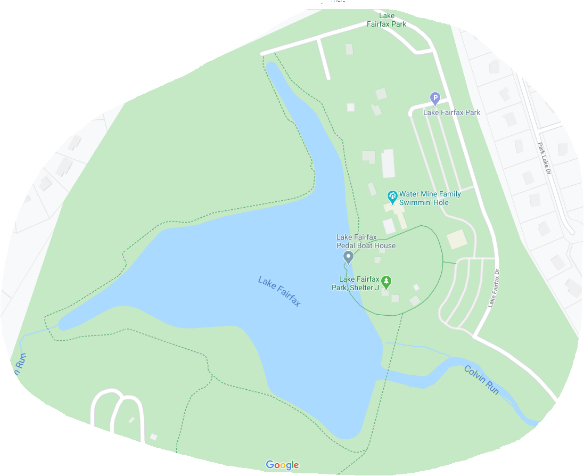 Lake
Fairfax Park
Lake Fairfax Park
Park Lake Dr
Water Mine Family
Swimmin' Hole
Lake Fairfax
Pedal Boat House
Lake Fairfax
Park, Shelter J
Lake Fairfax
Lake Fairfax Dr
n Run
Colvin Run
Google